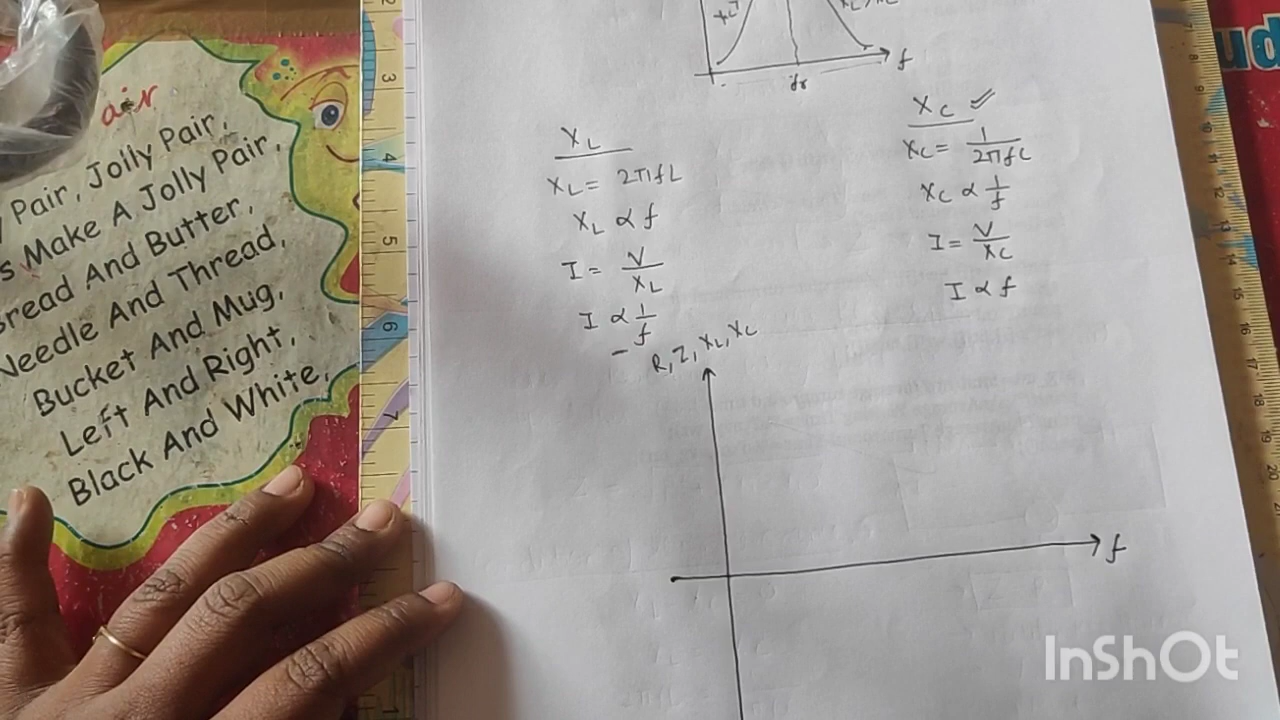 air
Pair, Jolly Pair,
s Make A Jolly Pair,
Bread And Butter,
Needle And Thread,
Bucket And Mug,
Left And Right,
Black And White,
f
fr
XL
XL = 2πfL
XL ∝ f
I = V/XL
I ∝ 1/f
XC
XC = 1/2πfC
XC ∝ 1/f
I = V/XC
I ∝ f
R, Z, XL, XC
f
ud
InShOt